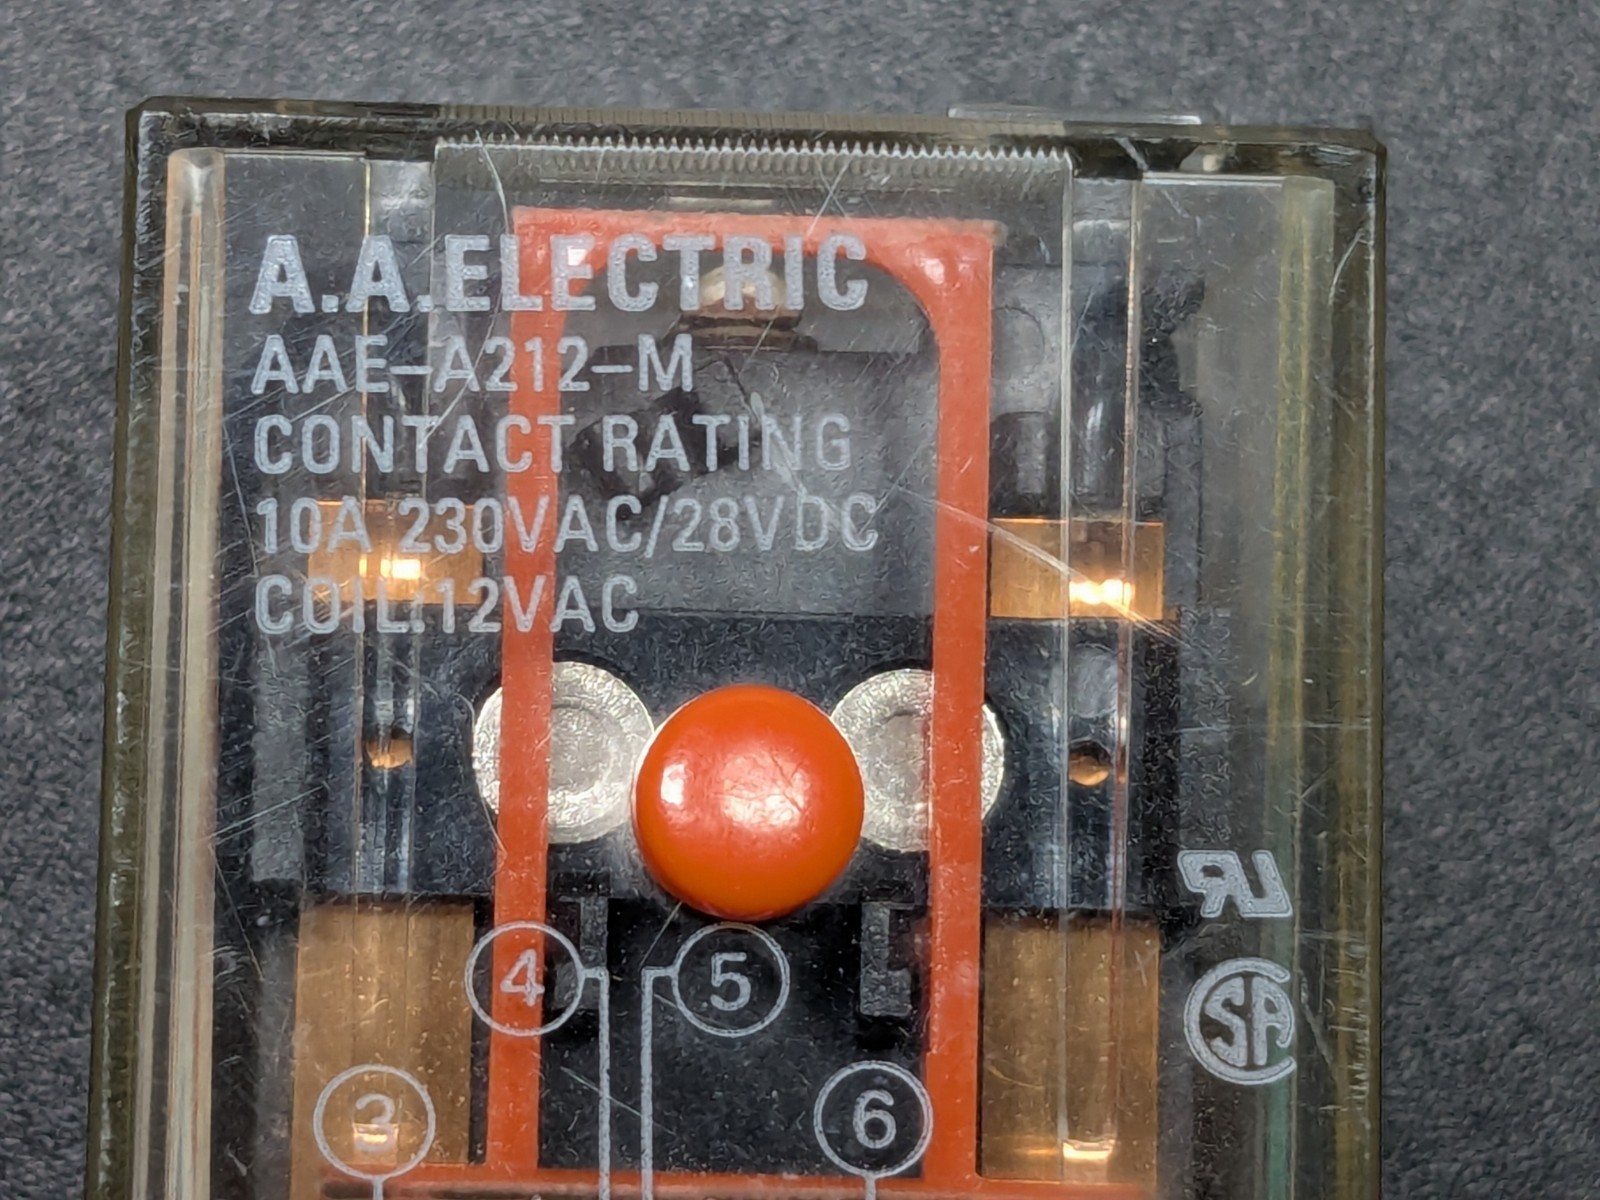 A.A.ELECTRIC
AAE-A212-M
CONTACT RATING
10A 230VAC/28VDC
COIL:12VAC
4 5
3 6